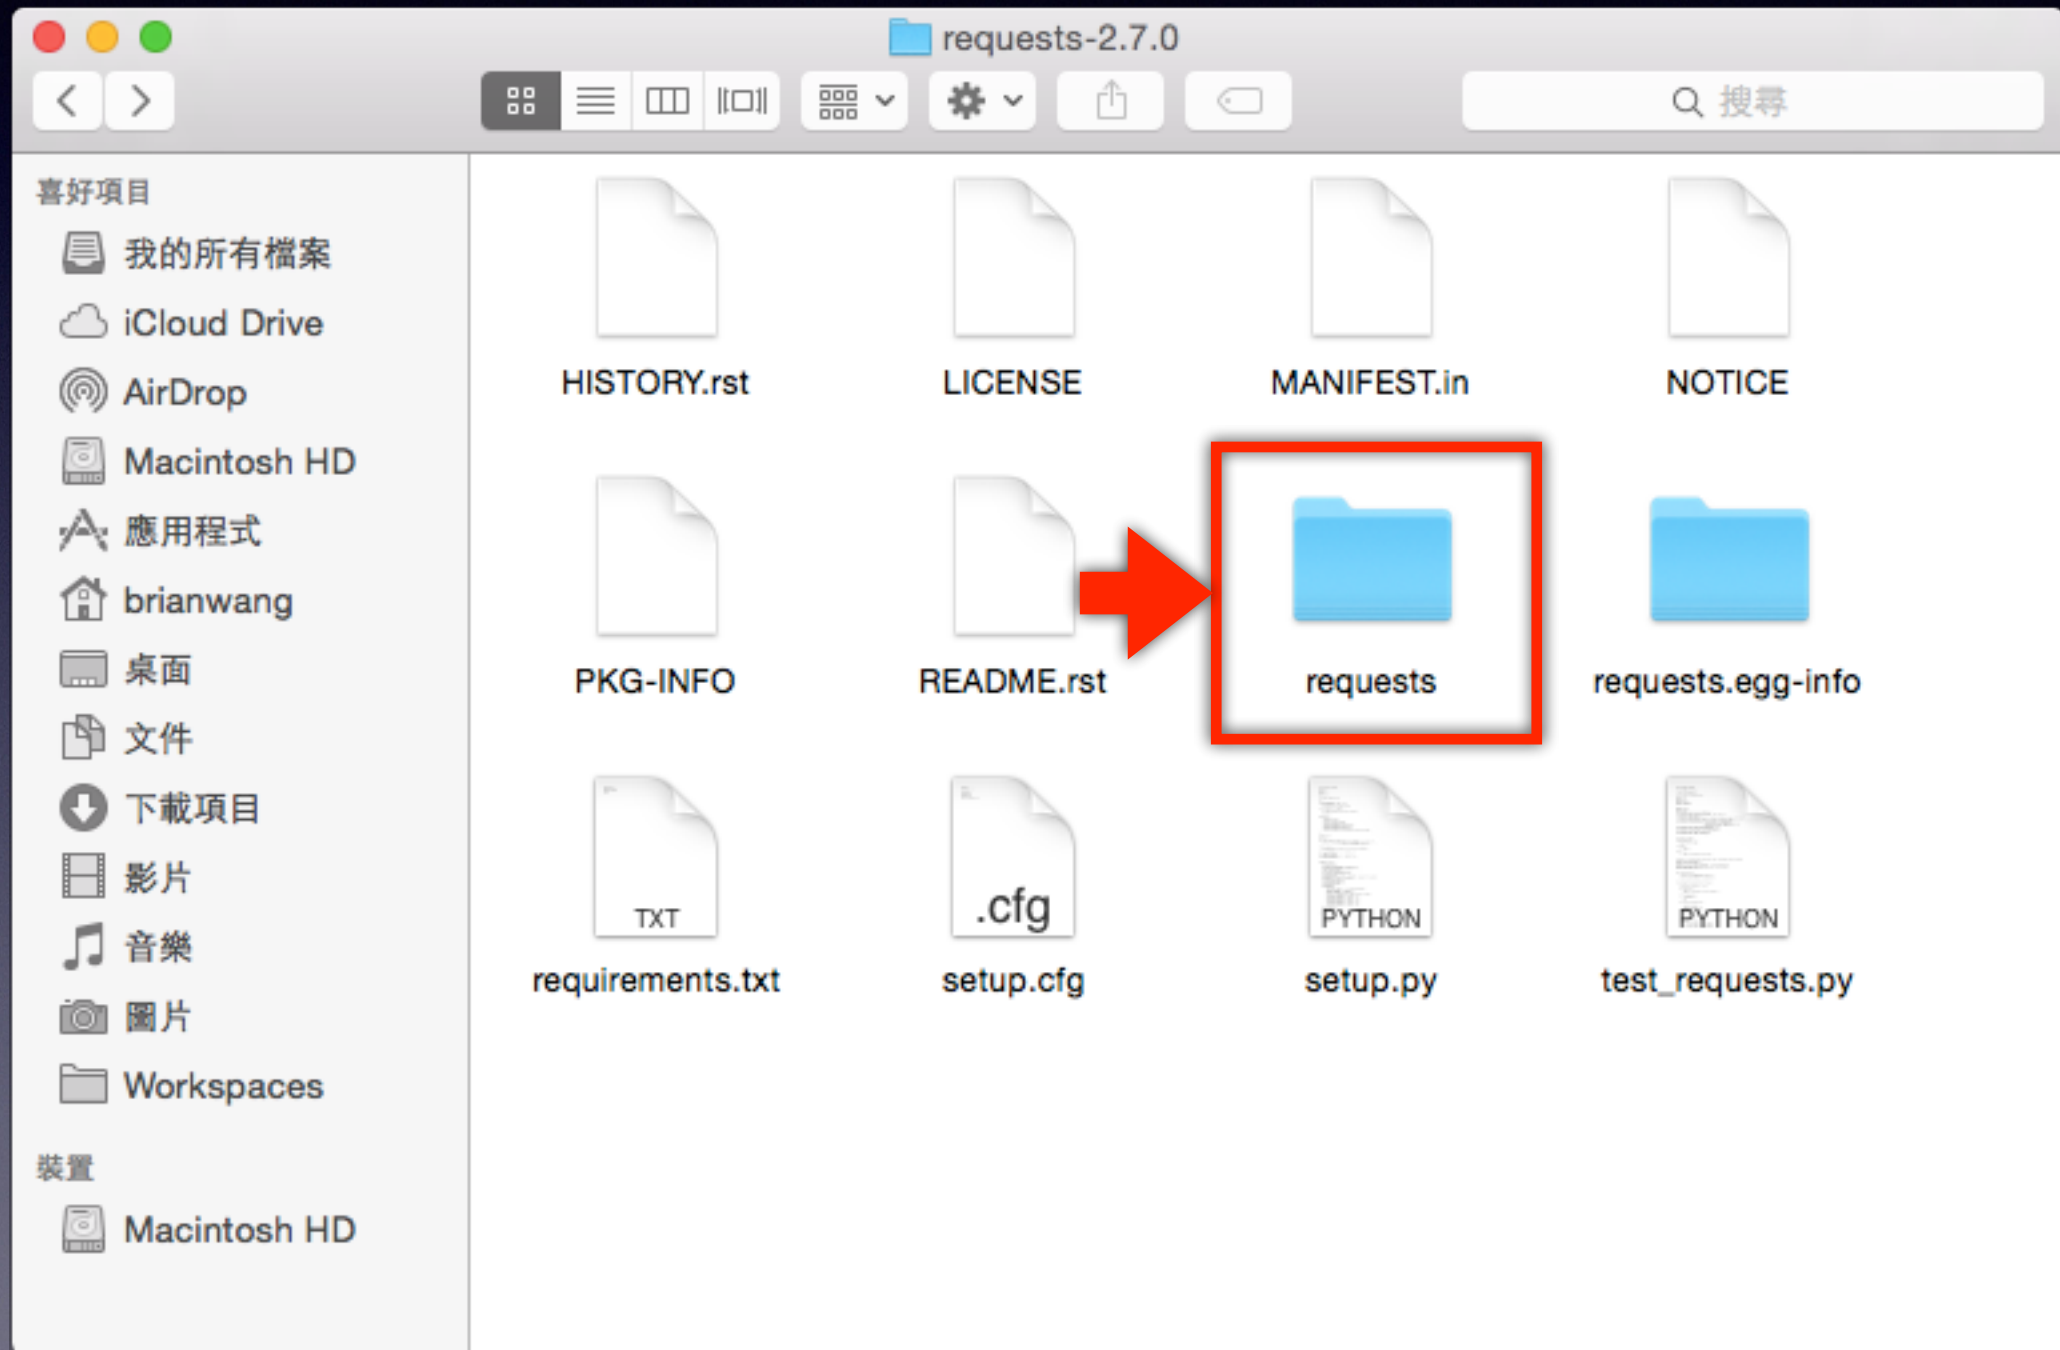 requests-2.7.0
搜尋
喜好項目
我的所有檔案
iCloud Drive
AirDrop
Macintosh HD
應用程式
brianwang
桌面
文件
下載項目
影片
音樂
圖片
Workspaces
裝置
Macintosh HD
HISTORY.rst
LICENSE
MANIFEST.in
NOTICE
PKG-INFO
README.rst
requests
requests.egg-info
TXT
.cfg
PYTHON
PYTHON
requirements.txt
setup.cfg
setup.py
test_requests.py